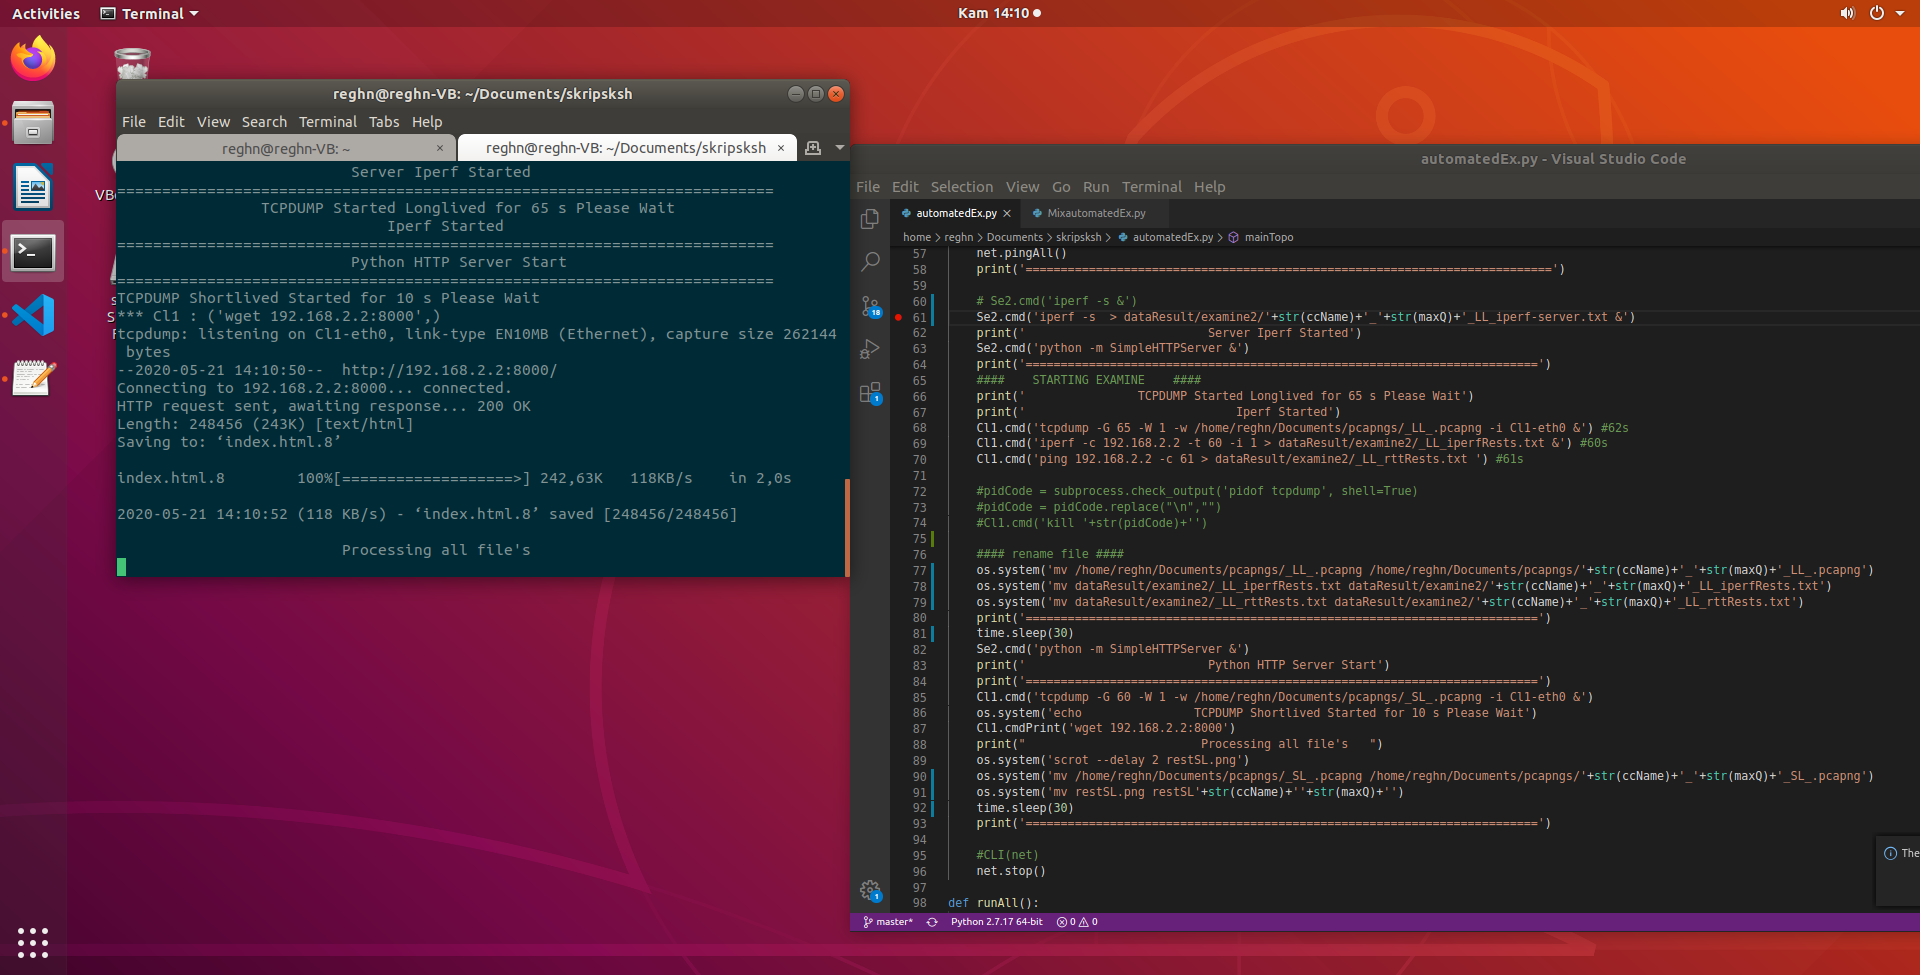 Activities
Terminal
Kam 14:10
reghn@reghn-VB: ~/Documents/skripsksh
File Edit View Search Terminal Tabs Help
reghn@reghn-VB: ~ ×
reghn@reghn-VB: ~/Documents/skripsksh ×
Server Iperf Started
=========================================================================
TCPDUMP Started Longlived for 65 s Please Wait
Iperf Started
=========================================================================
Python HTTP Server Start
=========================================================================
TCPDUMP Shortlived Started for 10 s Please Wait
*** Cl1 : ('wget 192.168.2.2:8000',)
tcpdump: listening on Cl1-eth0, link-type EN10MB (Ethernet), capture size 262144
bytes
--2020-05-21 14:10:50--  http://192.168.2.2:8000/
Connecting to 192.168.2.2:8000... connected.
HTTP request sent, awaiting response... 200 OK
Length: 248456 (243K) [text/html]
Saving to: ‘index.html.8’
index.html.8        100%[===================>] 242,63K   118KB/s    in 2,0s
2020-05-21 14:10:52 (118 KB/s) - ‘index.html.8’ saved [248456/248456]
Processing all file's
automatedEx.py - Visual Studio Code
File Edit Selection View Go Run Terminal Help
automatedEx.py × MixautomatedEx.py
home > reghn > Documents > skripsksh > automatedEx.py > mainTopo
57 net.pingAll()
58 print('===========================================================================')
59
60 # Se2.cmd('iperf -s &')
61 Se2.cmd('iperf -s  > dataResult/examine2/'+str(ccName)+'_'+str(maxQ)+'_LL_iperf-server.txt &')
62 print('                          Server Iperf Started')
63 Se2.cmd('python -m SimpleHTTPServer &')
64 print('=========================================================================')
65 ####    STARTING EXAMINE    ####
66 print('                TCPDUMP Started Longlived for 65 s Please Wait')
67 print('                              Iperf Started')
68 Cl1.cmd('tcpdump -G 65 -W 1 -w /home/reghn/Documents/pcapngs/_LL_.pcapng -i Cl1-eth0 &') #62s
69 Cl1.cmd('iperf -c 192.168.2.2 -t 60 -i 1 > dataResult/examine2/_LL_iperfRests.txt &') #60s
70 Cl1.cmd('ping 192.168.2.2 -c 61 > dataResult/examine2/_LL_rttRests.txt ') #61s
71
72 #pidCode = subprocess.check_output('pidof tcpdump', shell=True)
73 #pidCode = pidCode.replace("\n","")
74 #Cl1.cmd('kill '+str(pidCode)+'')
75
76 #### rename file ####
77 os.system('mv /home/reghn/Documents/pcapngs/_LL_.pcapng /home/reghn/Documents/pcapngs/'+str(ccName)+'_'+str(maxQ)+'_LL_.pcapng')
78 os.system('mv dataResult/examine2/_LL_iperfRests.txt dataResult/examine2/'+str(ccName)+'_'+str(maxQ)+'_LL_iperfRests.txt')
79 os.system('mv dataResult/examine2/_LL_rttRests.txt dataResult/examine2/'+str(ccName)+'_'+str(maxQ)+'_LL_rttRests.txt')
80 print('=========================================================================')
81 time.sleep(30)
82 Se2.cmd('python -m SimpleHTTPServer &')
83 print('                          Python HTTP Server Start')
84 print('=========================================================================')
85 Cl1.cmd('tcpdump -G 60 -W 1 -w /home/reghn/Documents/pcapngs/_SL_.pcapng -i Cl1-eth0 &')
86 os.system('echo                TCPDUMP Shortlived Started for 10 s Please Wait')
87 Cl1.cmdPrint('wget 192.168.2.2:8000')
88 print("                         Processing all file's   ")
89 os.system('scrot --delay 2 restSL.png')
90 os.system('mv /home/reghn/Documents/pcapngs/_SL_.pcapng /home/reghn/Documents/pcapngs/'+str(ccName)+'_'+str(maxQ)+'_SL_.pcapng')
91 os.system('mv restSL.png restSL'+str(ccName)+''+str(maxQ)+'')
92 time.sleep(30)
93 print('=========================================================================')
94
95 #CLI(net)
96 net.stop()
97
98 def runAll():
18
1
1
The
master* Python 2.7.17 64-bit 0 0